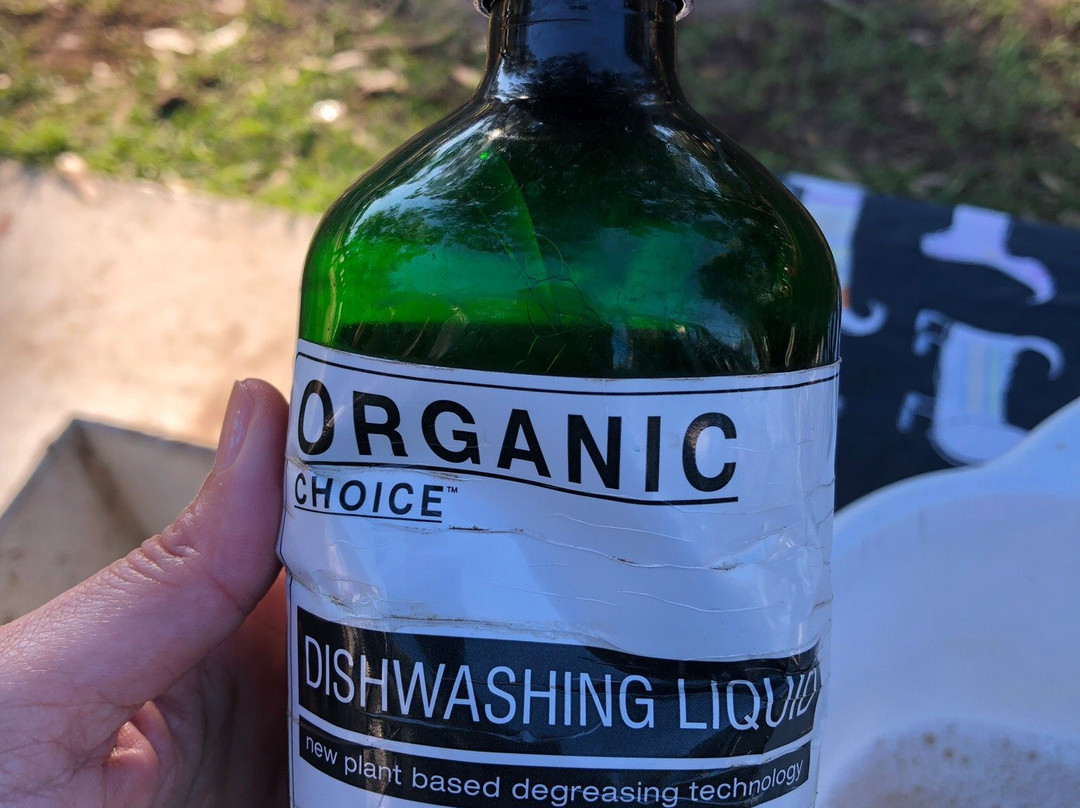 ORGANIC
CHOICE™
DISHWASHING LIQUID
new plant based degreasing technology